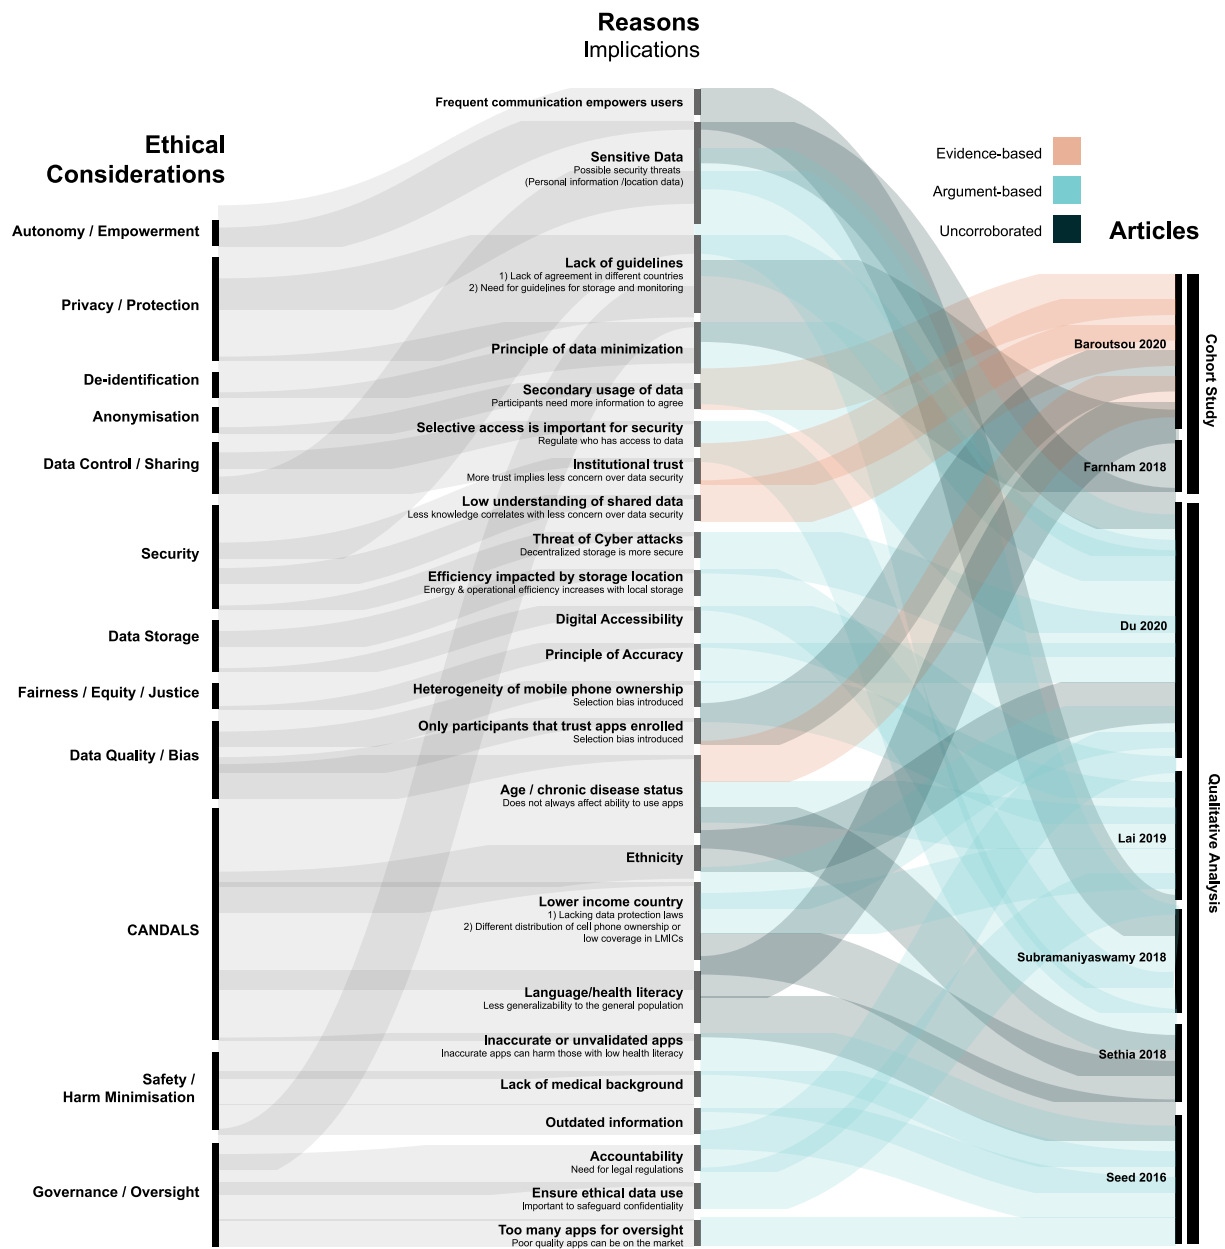 Reasons
Implications
Ethical
Considerations
Autonomy / Empowerment
Privacy / Protection
De-identification
Anonymisation
Data Control / Sharing
Security
Data Storage
Fairness / Equity / Justice
Data Quality / Bias
CANDALS
Safety /
Harm Minimisation
Governance / Oversight
Frequent communication empowers users
Sensitive Data
Possible security threats
(Personal information /location data)
Lack of guidelines
1) Lack of agreement in different countries
2) Need for guidelines for storage and monitoring
Principle of data minimization
Secondary usage of data
Participants need more information to agree
Selective access is important for security
Regulate who has access to data
Institutional trust
More trust implies less concern over data security
Low understanding of shared data
Less knowledge correlates with less concern over data security
Threat of Cyber attacks
Decentralized storage is more secure
Efficiency impacted by storage location
Energy & operational efficiency increases with local storage
Digital Accessibility
Principle of Accuracy
Heterogeneity of mobile phone ownership
Selection bias introduced
Only participants that trust apps enrolled
Selection bias introduced
Age / chronic disease status
Does not always affect ability to use apps
Ethnicity
Lower income country
1) Lacking data protection laws
2) Different distribution of cell phone ownership or
low coverage in LMICs
Language/health literacy
Less generalizability to the general population
Inaccurate or unvalidated apps
Inaccurate apps can harm those with low health literacy
Lack of medical background
Outdated information
Accountability
Need for legal regulations
Ensure ethical data use
Important to safeguard confidentiality
Too many apps for oversight
Poor quality apps can be on the market
Evidence-based
Argument-based
Uncorroborated
Articles
Baroutsou 2020
Farnham 2018
Du 2020
Lai 2019
Subramaniyaswamy 2018
Sethia 2018
Seed 2016
Cohort Study
Qualitative Analysis